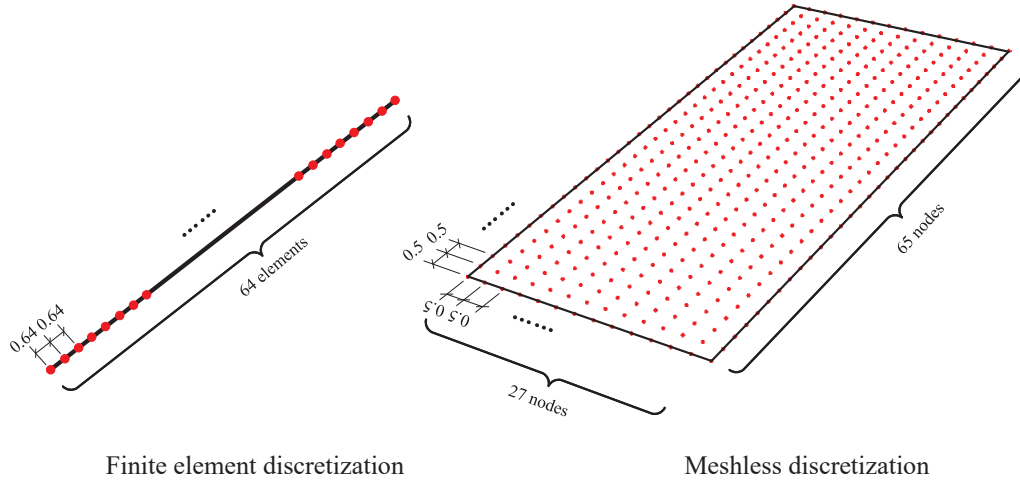 0.64
0.64
64 elements
0.5
0.5
0.5
0.5
27 nodes
65 nodes
Finite element discretization
Meshless discretization